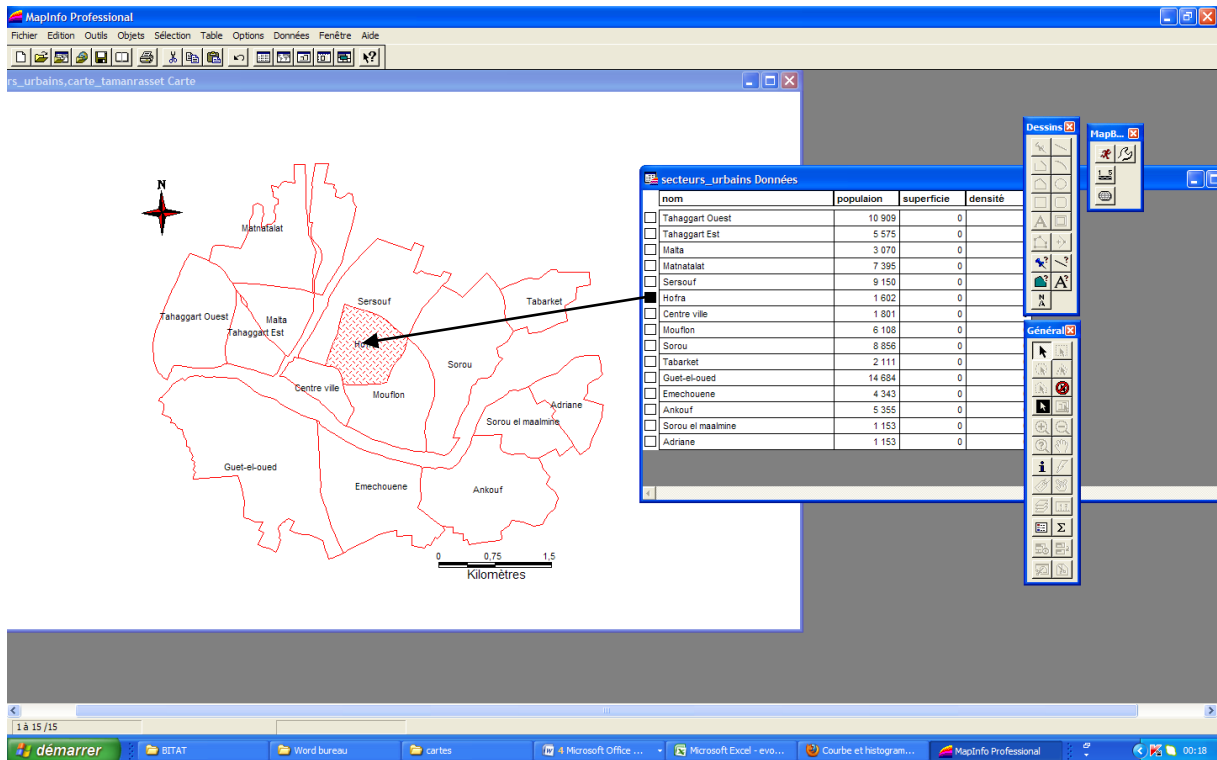 MapInfo Professional
Fichier Edition Outils Objets Sélection Table Options Données Fenêtre Aide
rs_urbains,carte_tamanrasset Carte
N
Matnatalat
Sersouf
Tabarket
Tahaggart Ouest
Malta
Tahaggart Est
Hofra
Sorou
Centre ville
Mouflon
Adriane
Sorou el maalmine
Guet-el-oued
Emechouene
Ankouf
0 0,75 1,5
Kilomètres
secteurs_urbains Données
nom populaion superficie densité
Tahaggart Ouest 10 909 0
Tahaggart Est 5 575 0
Malta 3 070 0
Matnatalat 7 395 0
Sersouf 9 150 0
Hofra 1 602 0
Centre ville 1 801 0
Mouflon 6 108 0
Sorou 8 856 0
Tabarket 2 111 0
Guet-el-oued 14 684 0
Emechouene 4 343 0
Ankouf 5 355 0
Sorou el maalmine 1 153 0
Adriane 1 153 0
Dessins
MapB...
Général
1 à 15 /15
démarrer BITAT Word bureau cartes 4 Microsoft Office ... Microsoft Excel - evo... Courbe et histogram... MapInfo Professional 00:18